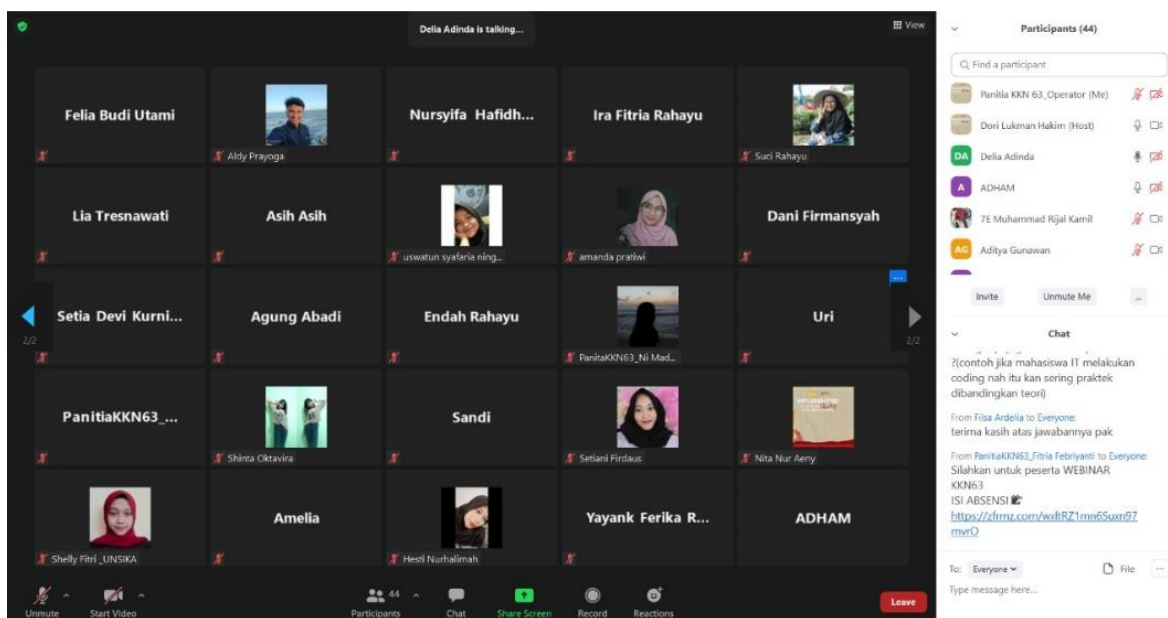 Delia Adinda is talking...
View
Felia Budi Utami
Aldy Prayoga
Nursyifa Hafidh...
Ira Fitria Rahayu
Suci Rahayu
Lia Tresnawati
Asih Asih
uswatun syafaria ning...
amanda pratiwi
Dani Firmansyah
...
Setia Devi Kurni...
Agung Abadi
Endah Rahayu
PanitaKKN63_Ni Mad...
Uri
2/2
2/2
PanitiaKKN63_...
Shinta Oktavira
Sandi
Setiani Firdaus
Nita Nur Aeny
Shelly Fitri _UNSIKA
Amelia
Hesti Nurhalimah
Yayank Ferika R...
ADHAM
Unmute
Start Video
44
Participants
Chat
Share Screen
Record
Reactions
Leave
Participants (44)
Find a participant
Panitia KKN 63_Operator (Me)
Dori Lukman Hakim (Host)
DA Delia Adinda
A ADHAM
7E Muhammad Rijal Kamil
AG Aditya Gunawan
Invite
Unmute Me
...
Chat
?(contoh jika mahasiswa IT melakukan
coding nah itu kan sering praktek
dibandingkan teori)
From Filsa Ardelia to Everyone:
terima kasih atas jawabannya pak
From PanitiaKKN63_Fitria Febriyanti to Everyone:
Silahkan untuk peserta WEBINAR
KKN63
ISI ABSENSI
To: Everyone
File
...
Type message here...